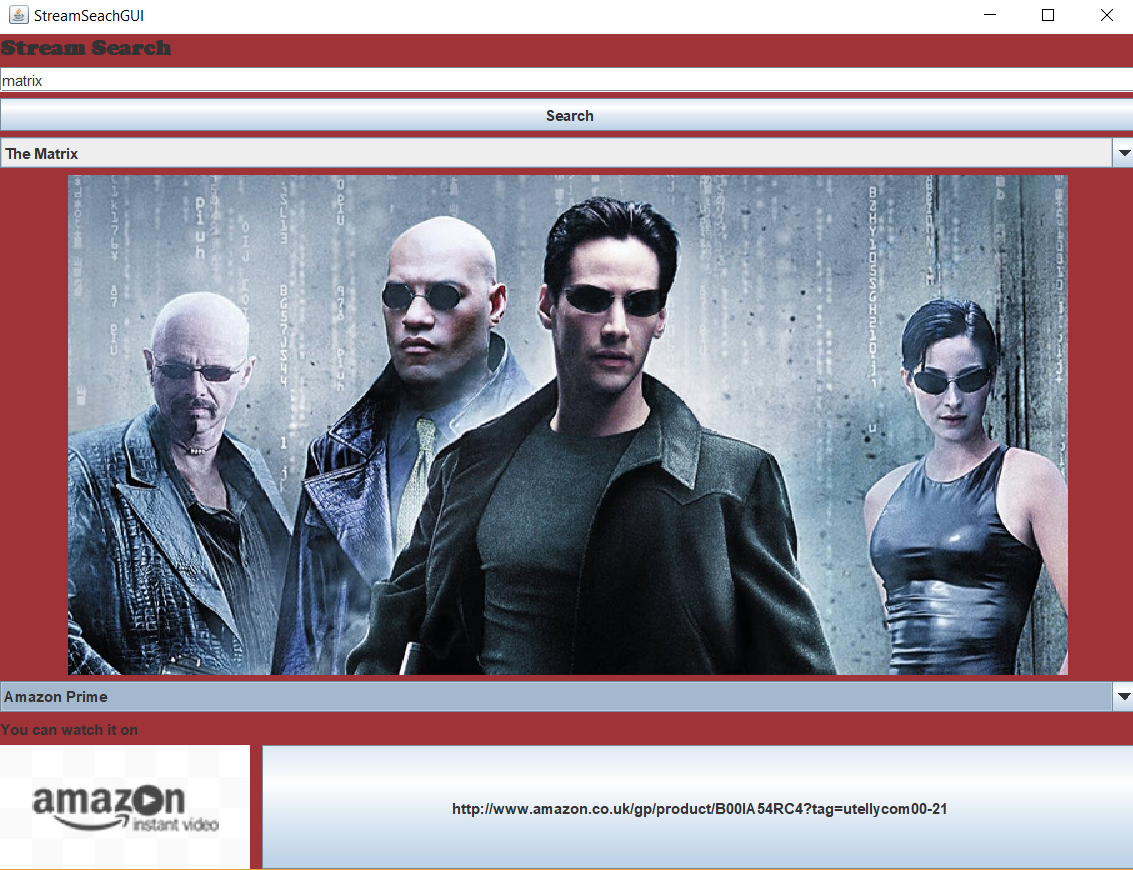 StreamSeachGUI
Stream Search
matrix
Search
The Matrix
Amazon Prime
You can watch it on
amazon
instant video
http://www.amazon.co.uk/gp/product/B00IA54RC4?tag=utellycom00-21